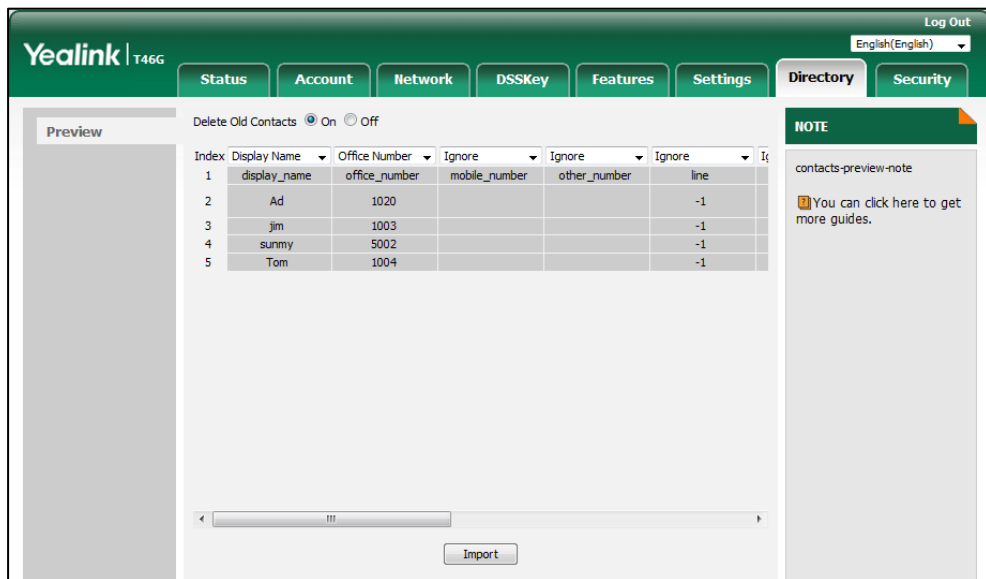 Log Out
Yealink | T46G
English(English)
Status Account Network DSSKey Features Settings Directory Security
Preview
Delete Old Contacts On Off
NOTE
Index Display Name Office Number Ignore Ignore Ignore
1 display_name office_number mobile_number other_number line
2 Ad 1020 -1
3 jim 1003 -1
4 sunmy 5002 -1
5 Tom 1004 -1
contacts-preview-note
You can click here to get
more guides.
Import